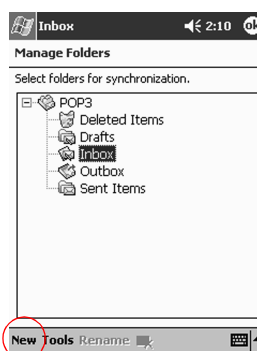 Inbox 2:10 ok
Manage Folders
Select folders for synchronization.
POP3
Deleted Items
Drafts
Inbox
Outbox
Sent Items
New Tools Rename